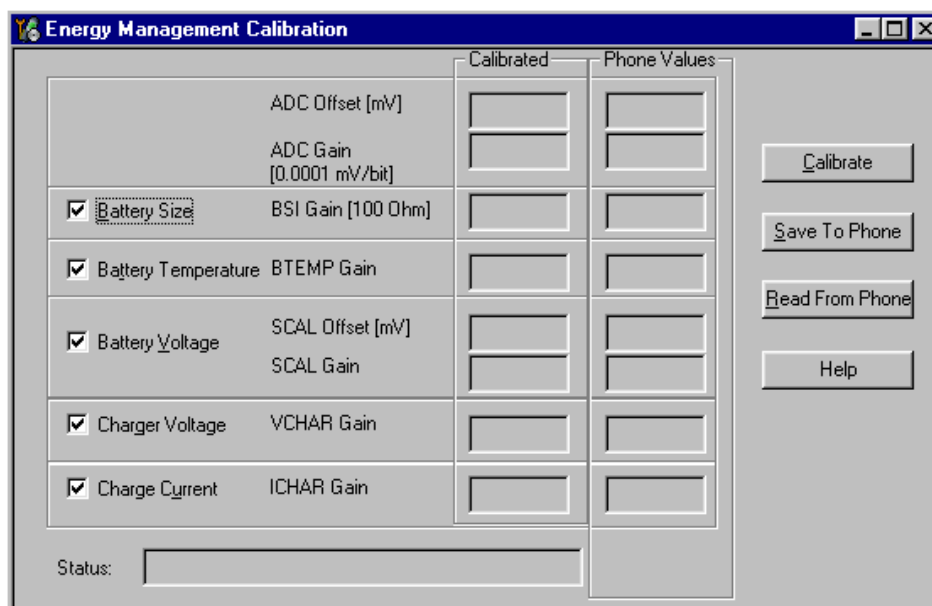 Energy Management Calibration
Calibrated Phone Values
ADC Offset [mV]
ADC Gain
[0.0001 mV/bit]
Calibrate
Battery Size BSI Gain [100 Ohm]
Save To Phone
Battery Temperature BTEMP Gain
Read From Phone
Battery Voltage
SCAL Offset [mV]
SCAL Gain
Help
Charger Voltage VCHAR Gain
Charge Current ICHAR Gain
Status: